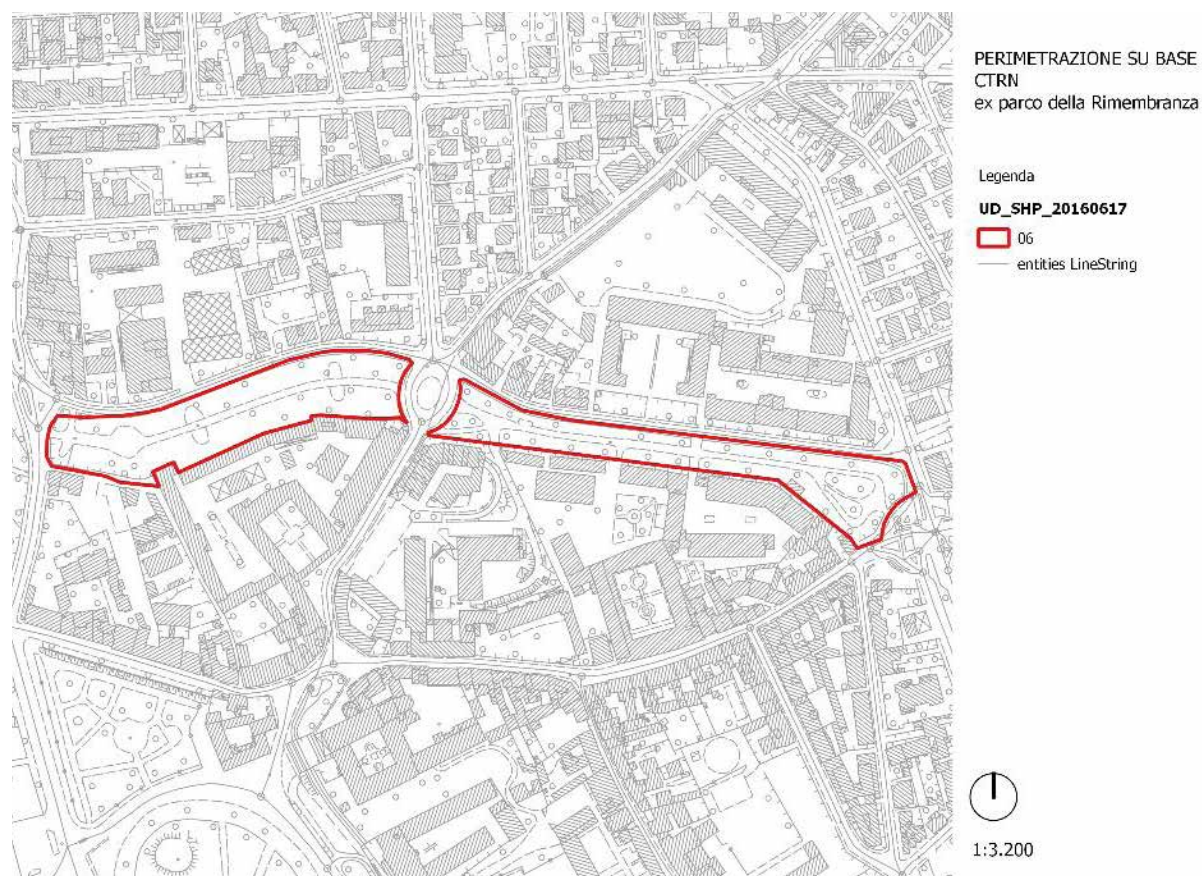 PERIMETRAZIONE SU BASE
CTRN
ex parco della Rimembranza
Legenda
UD_SHP_20160617
06
entities LineString
1:3.200